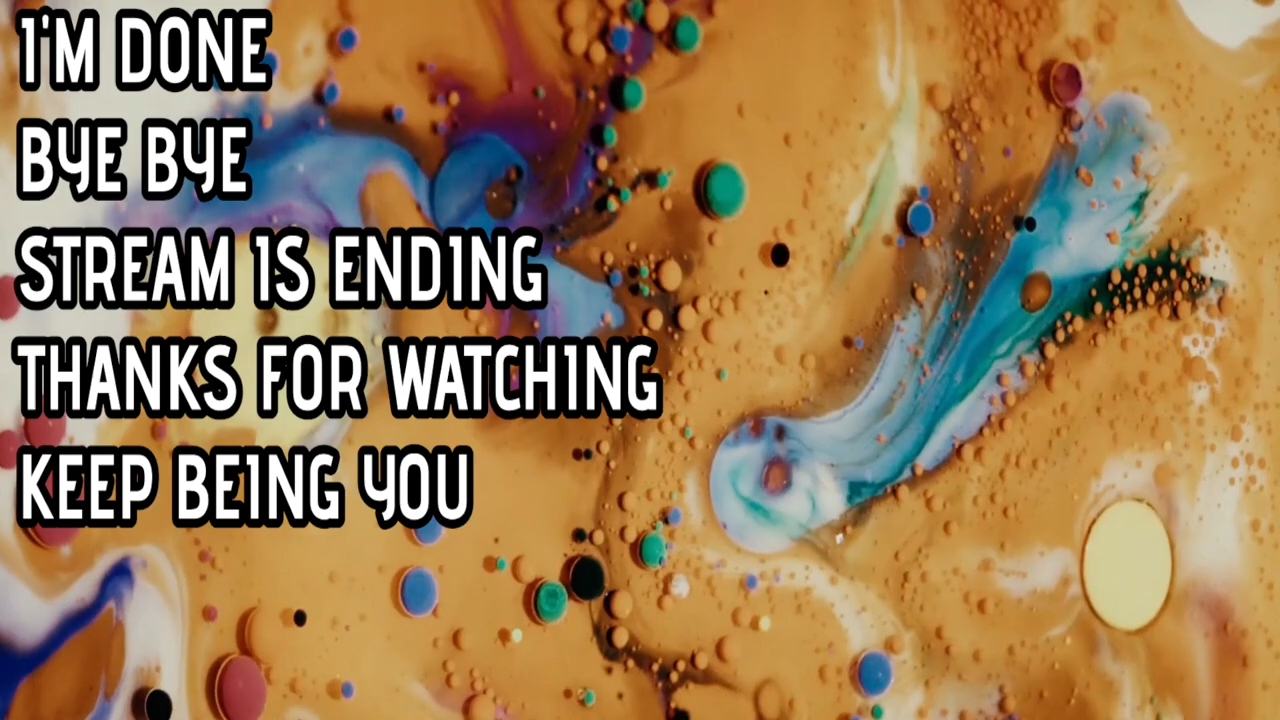 I'M DONE
BYE BYE
STREAM IS ENDING
THANKS FOR WATCHING
KEEP BEING YOU